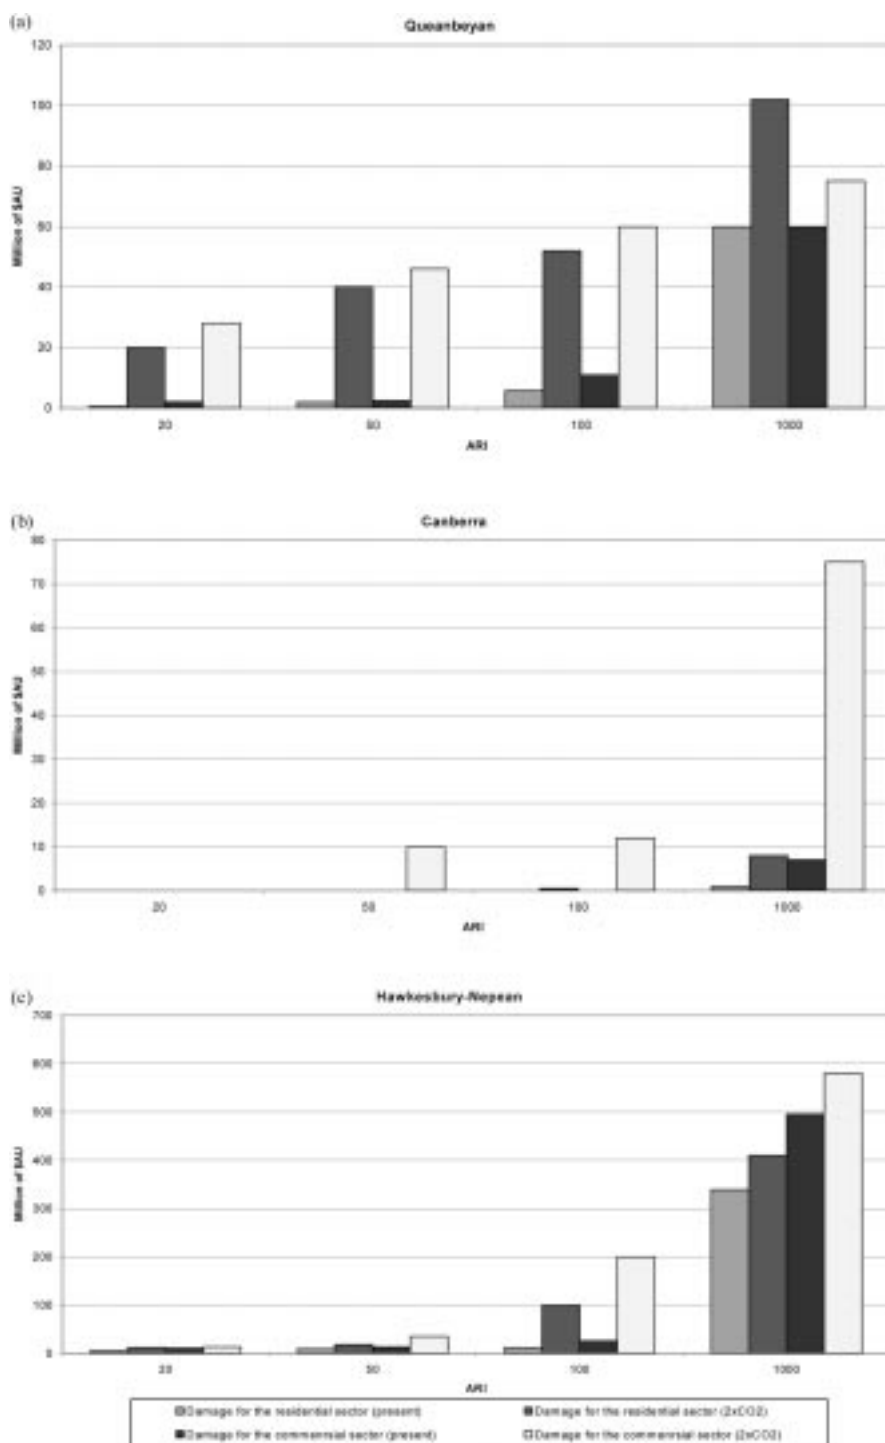 (a)
Queanbeyan
120
100
80
60
40
20
0
Million of $AU
20 50 100 1000
ARI
(b)
Canberra
80
70
60
50
40
30
20
10
0
Million of $AU
20 50 100 1000
ARI
(c)
Hawkesbury-Nepean
700
600
500
400
300
200
100
0
Million of $AU
20 50 100 1000
ARI
Damage for the residential sector (present) Damage for the residential sector (2xCO2)
Damage for the commenrsial sector (present) Damage for the commenrsial sector (2xCO2)